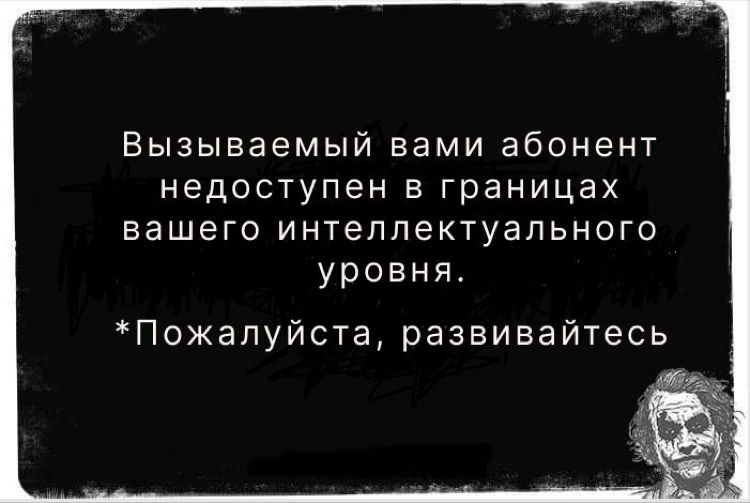 Вызываемый вами абонент
недоступен в границах
вашего интеллектуального
уровня.
*Пожалуйста, развивайтесь